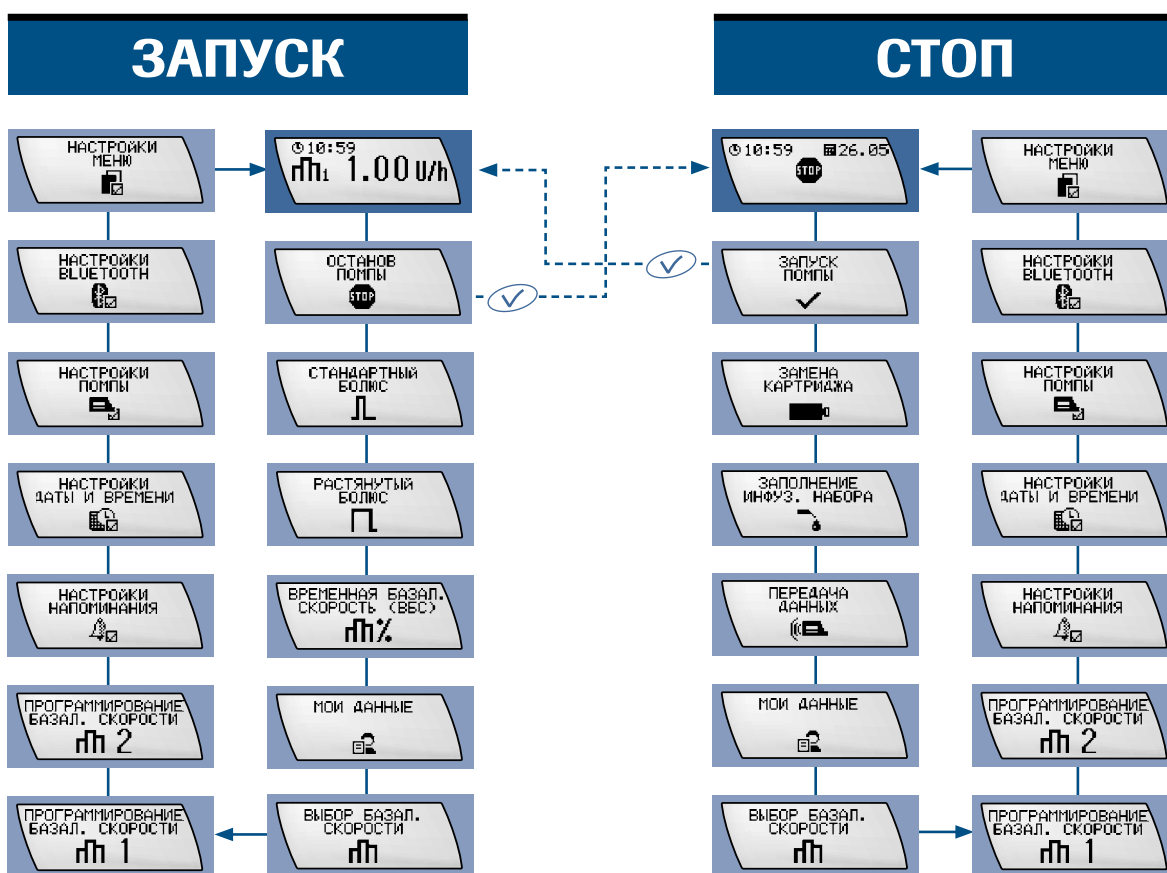 ЗАПУСК
СТОП
НАСТРОЙКИ
МЕНЮ
10:59
1 1.00 U/h
10:59 26.05
STOP
НАСТРОЙКИ
МЕНЮ
НАСТРОЙКИ
BLUETOOTH
ОСТАНОВ
ПОМПЫ
STOP
ЗАПУСК
ПОМПЫ
НАСТРОЙКИ
BLUETOOTH
НАСТРОЙКИ
ПОМПЫ
СТАНДАРТНЫЙ
БОЛЮС
ЗАМЕНА
КАРТРИДЖА
НАСТРОЙКИ
ПОМПЫ
НАСТРОЙКИ
ДАТЫ И ВРЕМЕНИ
РАСТЯНУТЫЙ
БОЛЮС
ЗАПОЛНЕНИЕ
ИНФУЗ. НАБОРА
НАСТРОЙКИ
ДАТЫ И ВРЕМЕНИ
НАСТРОЙКИ
НАПОМИНАНИЯ
ВРЕМЕННАЯ БАЗАЛ.
СКОРОСТЬ (ВБС)
%
ПЕРЕДАЧА
ДАННЫХ
НАСТРОЙКИ
НАПОМИНАНИЯ
ПРОГРАММИРОВАНИЕ
БАЗАЛ. СКОРОСТИ
2
МОИ ДАННЫЕ
МОИ ДАННЫЕ
ПРОГРАММИРОВАНИЕ
БАЗАЛ. СКОРОСТИ
2
ПРОГРАММИРОВАНИЕ
БАЗАЛ. СКОРОСТИ
1
ВЫБОР БАЗАЛ.
СКОРОСТИ
ВЫБОР БАЗАЛ.
СКОРОСТИ
ПРОГРАММИРОВАНИЕ
БАЗАЛ. СКОРОСТИ
1